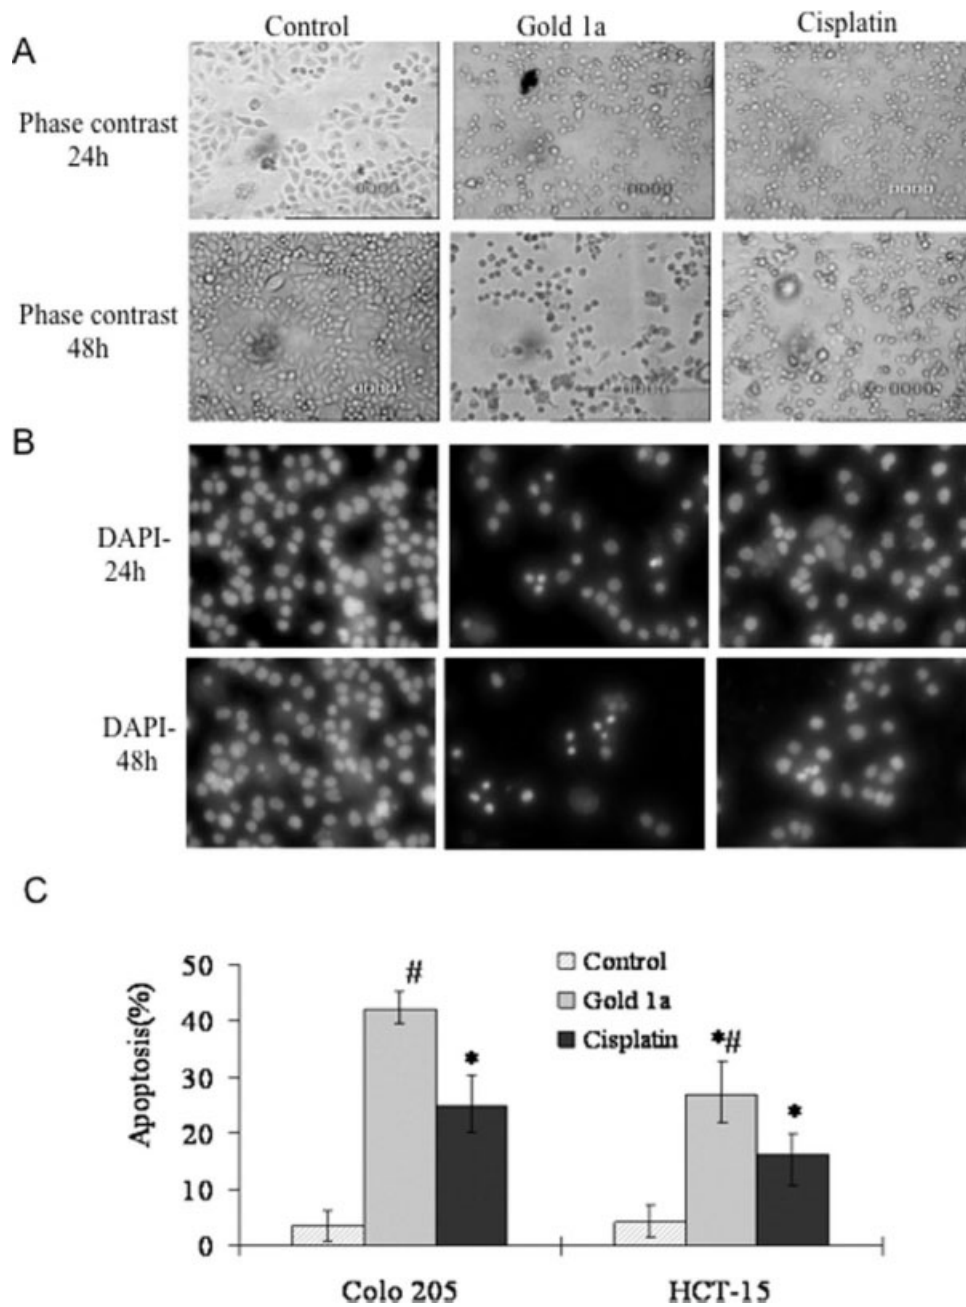 Control Gold 1a Cisplatin
A
Phase contrast
24h
Phase contrast
48h
B
DAPI-
24h
DAPI-
48h
C
Apoptosis(%)
50
40
30
20
10
0
#
*
*#
*
Control
Gold 1a
Cisplatin
Colo 205 HCT-15